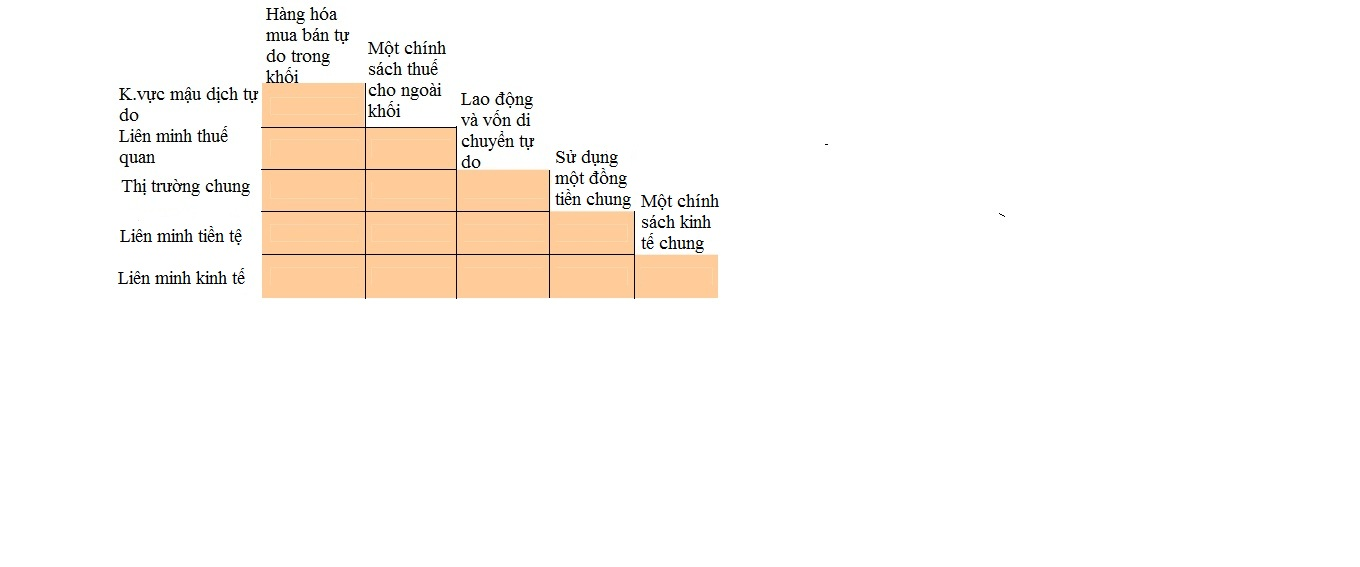 Hàng hóa
mua bán tự
do trong
khối
Một chính
sách thuế
cho ngoài
khối
Lao động
và vốn di
chuyển tự
do
Sử dụng
một đồng
tiền chung
Một chính
sách kinh
tế chung
K.vực mậu dịch tự
do
Liên minh thuế
quan
Thị trường chung
Liên minh tiền tệ
Liên minh kinh tế